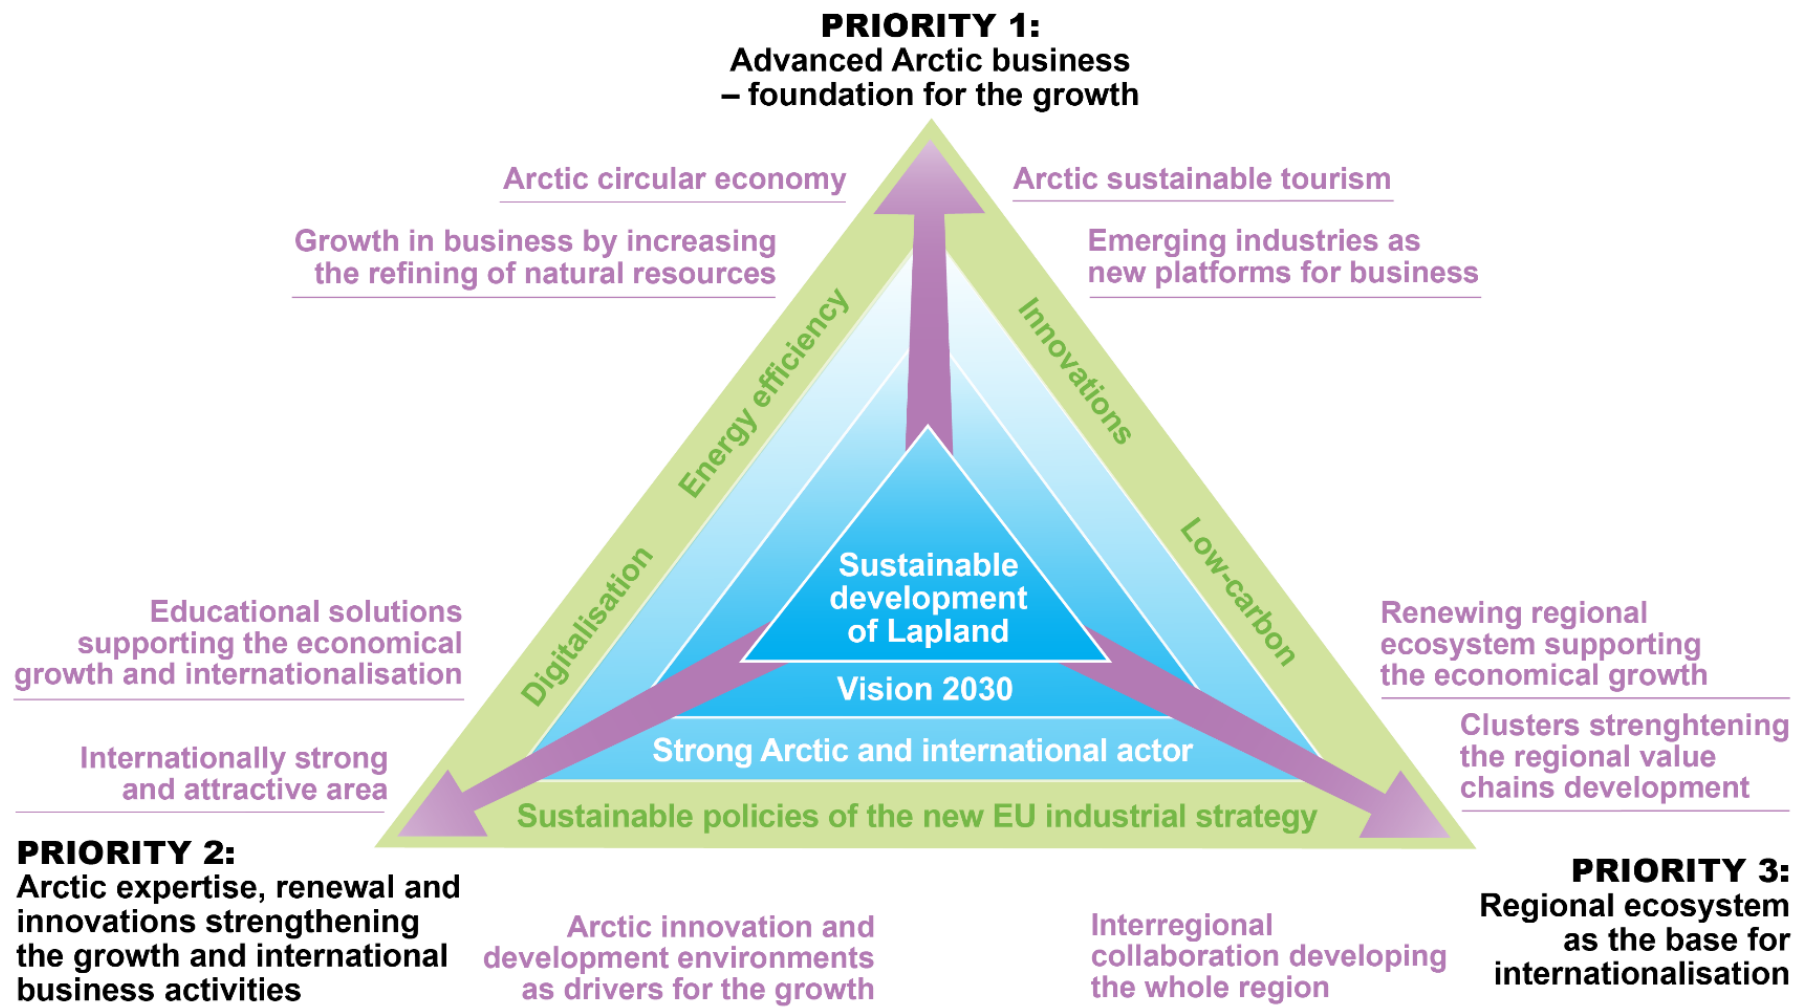 PRIORITY 1:
Advanced Arctic business
– foundation for the growth
Arctic circular economy
Arctic sustainable tourism
Growth in business by increasing
the refining of natural resources
Emerging industries as
new platforms for business
Energy efficiency
Innovations
Digitalisation
Low-carbon
Sustainable
development
of Lapland
Vision 2030
Strong Arctic and international actor
Sustainable policies of the new EU industrial strategy
Educational solutions
supporting the economical
growth and internationalisation
Internationally strong
and attractive area
Renewing regional
ecosystem supporting
the economical growth
Clusters strenghtening
the regional value
chains development
PRIORITY 2:
Arctic expertise, renewal and
innovations strengthening
the growth and international
business activities
Arctic innovation and
development environments
as drivers for the growth
Interregional
collaboration developing
the whole region
PRIORITY 3:
Regional ecosystem
as the base for
internationalisation